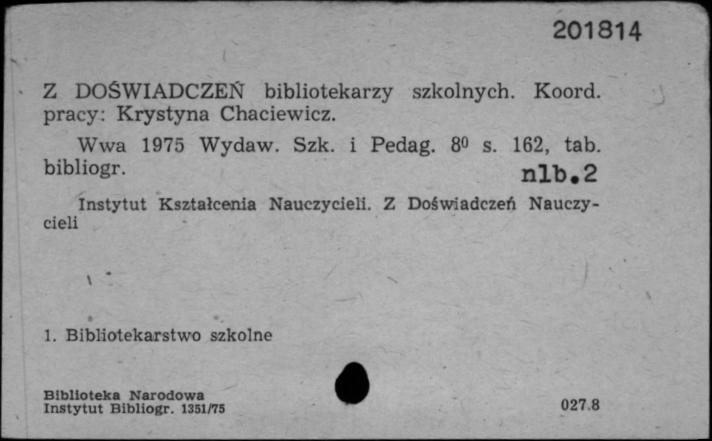 201814
Z DOŚWIADCZEŃ bibliotekarzy szkolnych. Koord.
pracy: Krystyna Chaciewicz.
Wwa 1975 Wydaw. Szk. i Pedag. 8⁰ s. 162, tab.
bibliogr.
nlb.2
Instytut Kształcenia Nauczycieli. Z Doświadczeń Nauczy-
cieli
1. Bibliotekarstwo szkolne
Biblioteka Narodowa
Instytut Bibliogr. 1351/75
027.8